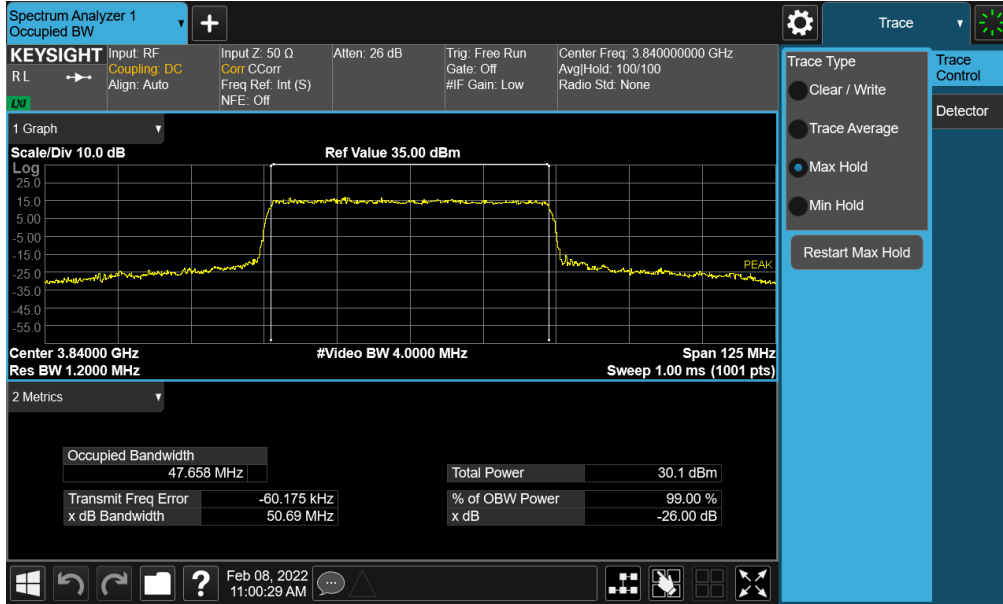 Spectrum Analyzer 1
Occupied BW
KEYSIGHT
R L
LXI
Input: RF
Coupling: DC
Align: Auto
Input Z: 50 Ω
Corr CCorr
Freq Ref: Int (S)
NFE: Off
Atten: 26 dB
Trig: Free Run
Gate: Off
#IF Gain: Low
Center Freq: 3.840000000 GHz
Avg|Hold: 100/100
Radio Std: None
Trace
Trace Type
Clear / Write
Trace Average
Max Hold
Min Hold
Restart Max Hold
Trace
Control
Detector
1 Graph
Scale/Div 10.0 dB
Ref Value 35.00 dBm
Log
25.0
15.0
5.00
-5.00
-15.0
-25.0
-35.0
-45.0
-55.0
PEAK
Center 3.84000 GHz
#Video BW 4.0000 MHz
Span 125 MHz
Res BW 1.2000 MHz
Sweep 1.00 ms (1001 pts)
2 Metrics
Occupied Bandwidth
47.658 MHz
Total Power 30.1 dBm
Transmit Freq Error -60.175 kHz
% of OBW Power 99.00 %
x dB Bandwidth 50.69 MHz
x dB -26.00 dB
?
Feb 08, 2022
11:00:29 AM